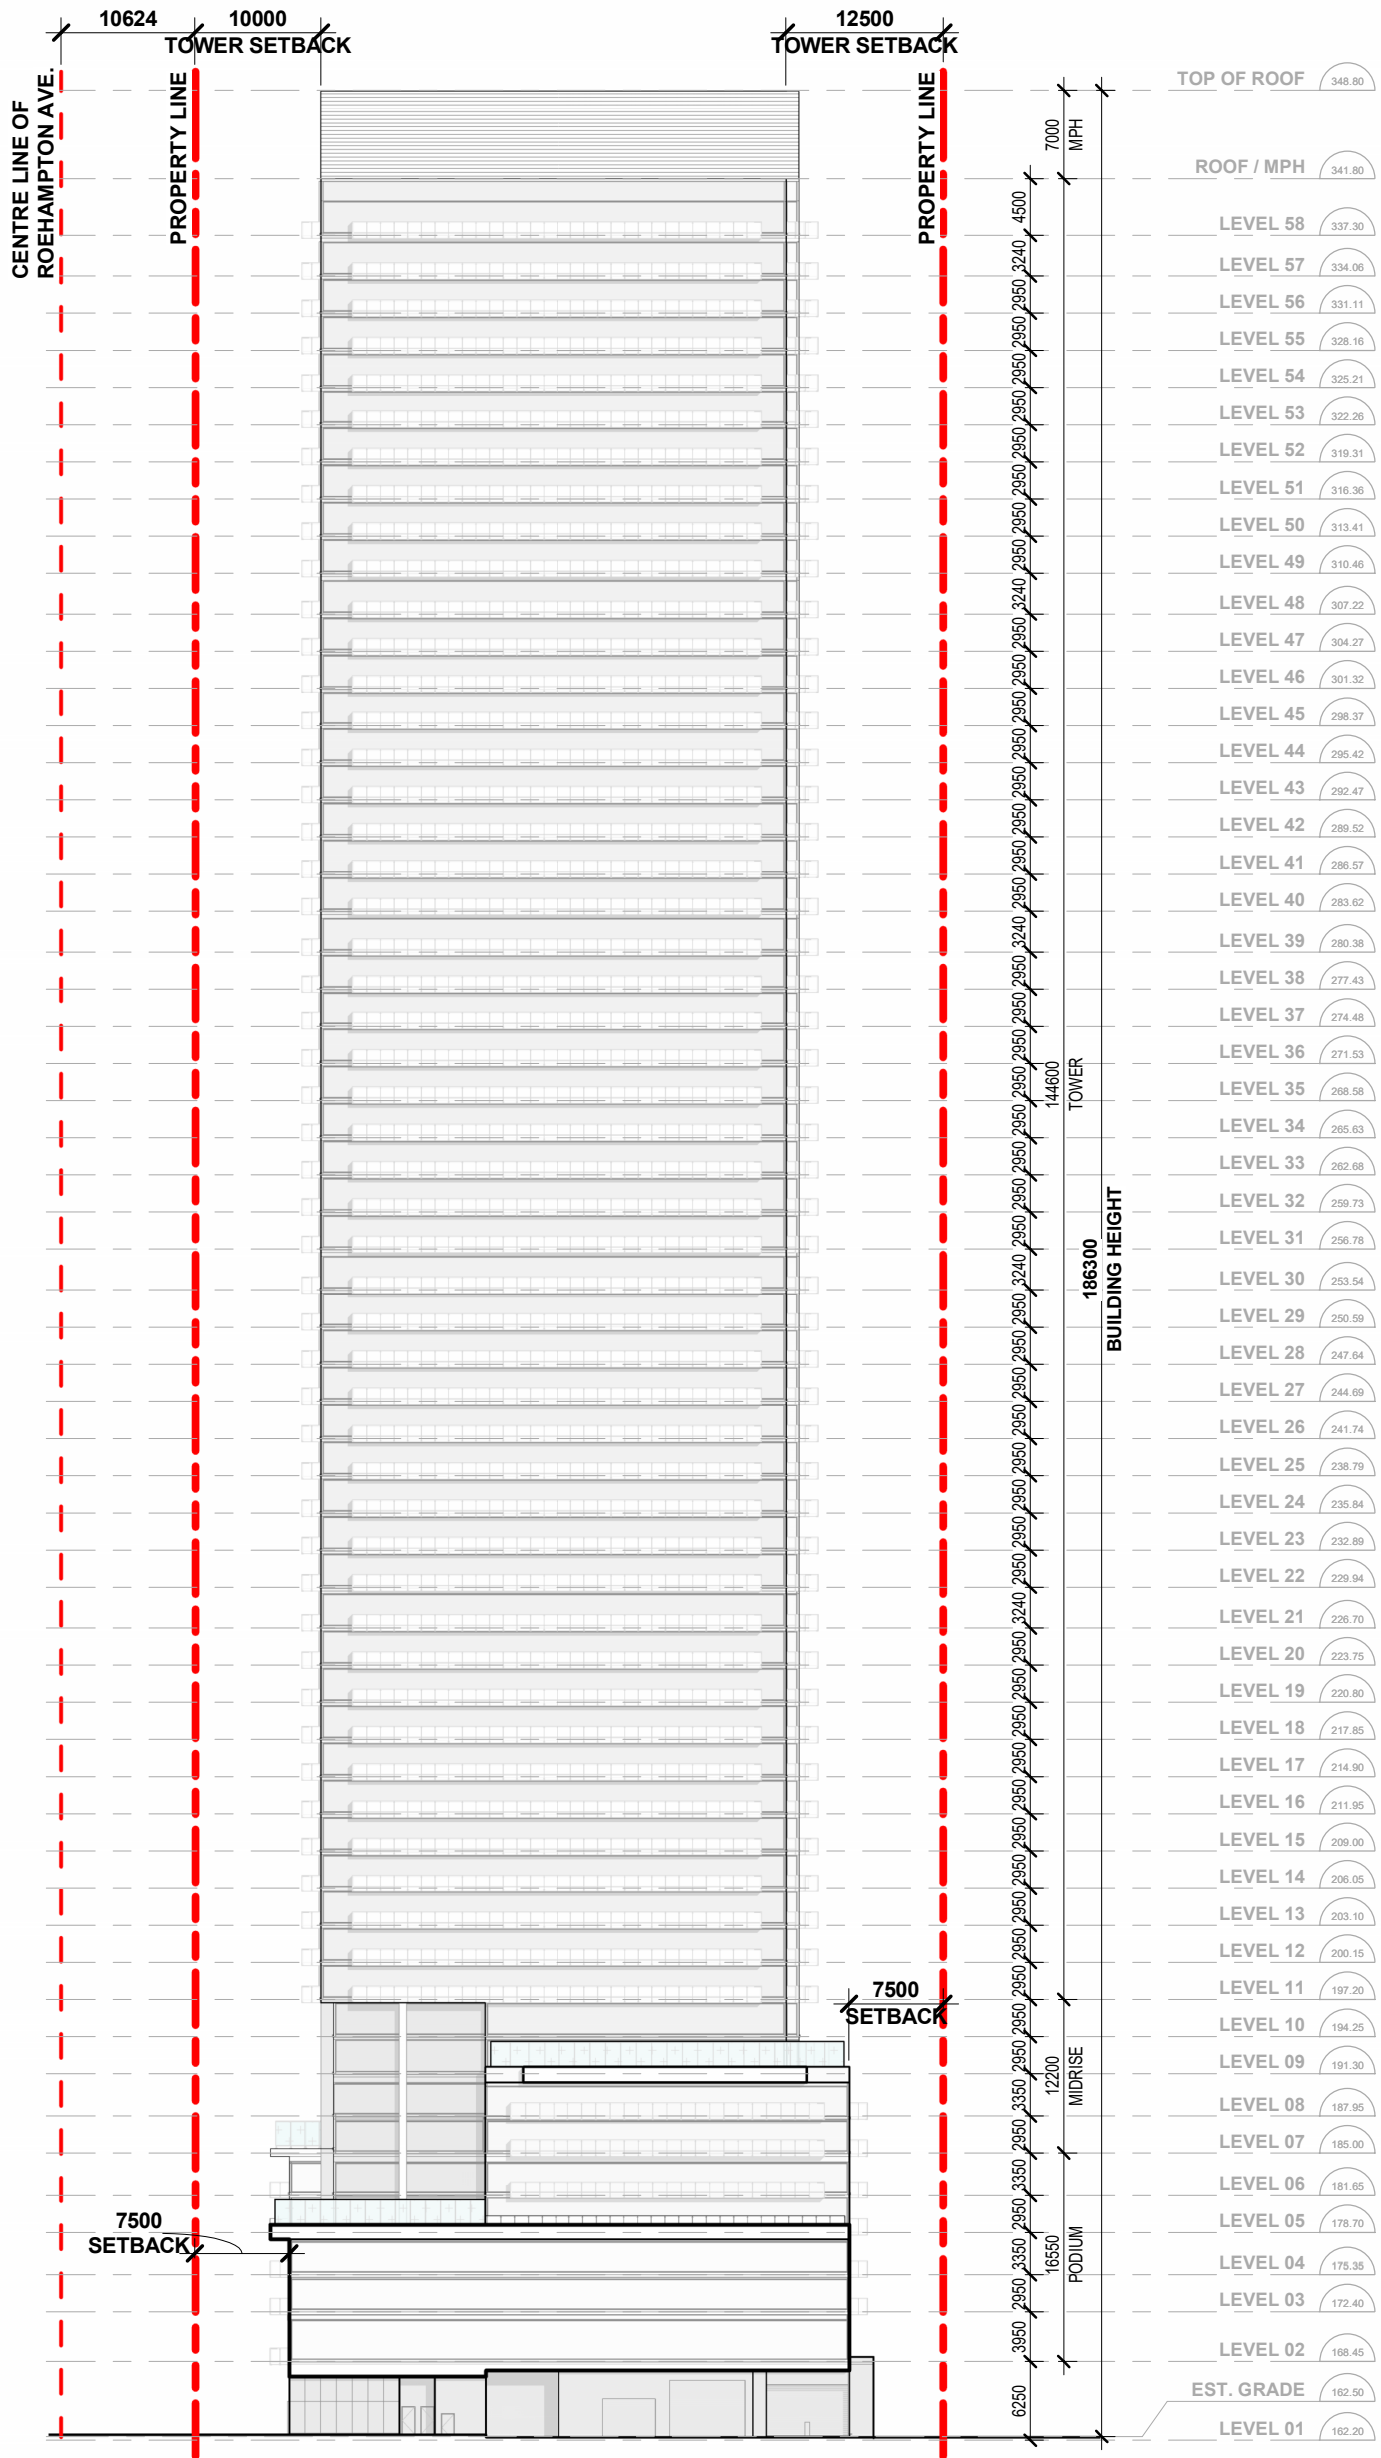 10624
10000
TOWER SETBACK
12500
TOWER SETBACK
CENTRE LINE OF
ROEHAMPTON AVE.
PROPERTY LINE
PROPERTY LINE
TOP OF ROOF 348.80
7000
MPH
ROOF / MPH 341.80
4500
LEVEL 58 337.30
3240
LEVEL 57 334.06
2950
LEVEL 56 331.11
2950
LEVEL 55 328.16
2950
LEVEL 54 325.21
2950
LEVEL 53 322.26
2950
LEVEL 52 319.31
2950
LEVEL 51 316.36
2950
LEVEL 50 313.41
2950
LEVEL 49 310.46
3240
LEVEL 48 307.22
2950
LEVEL 47 304.27
2950
LEVEL 46 301.32
2950
LEVEL 45 298.37
2950
LEVEL 44 295.42
2950
LEVEL 43 292.47
2950
LEVEL 42 289.52
2950
LEVEL 41 286.57
2950
LEVEL 40 283.62
3240
LEVEL 39 280.38
2950
LEVEL 38 277.43
2950
LEVEL 37 274.48
2950
LEVEL 36 271.53
2950
LEVEL 35 268.58
144600
TOWER
2950
LEVEL 34 265.63
2950
LEVEL 33 262.68
2950
LEVEL 32 259.73
2950
LEVEL 31 256.78
186300
BUILDING HEIGHT
3240
LEVEL 30 253.54
2950
LEVEL 29 250.59
2950
LEVEL 28 247.64
2950
LEVEL 27 244.69
2950
LEVEL 26 241.74
2950
LEVEL 25 238.79
2950
LEVEL 24 235.84
2950
LEVEL 23 232.89
2950
LEVEL 22 229.94
3240
LEVEL 21 226.70
2950
LEVEL 20 223.75
2950
LEVEL 19 220.80
2950
LEVEL 18 217.85
2950
LEVEL 17 214.90
2950
LEVEL 16 211.95
2950
LEVEL 15 209.00
2950
LEVEL 14 206.05
2950
LEVEL 13 203.10
2950
LEVEL 12 200.15
2950
LEVEL 11 197.20
7500
SETBACK
2950
LEVEL 10 194.25
2950
LEVEL 09 191.30
12200
MIDRISE
3350
LEVEL 08 187.95
2950
LEVEL 07 185.00
3350
LEVEL 06 181.65
2950
LEVEL 05 178.70
7500
SETBACK
16550
PODIUM
3350
LEVEL 04 175.35
2950
LEVEL 03 172.40
3950
LEVEL 02 168.45
6250
EST. GRADE 162.50
LEVEL 01 162.20